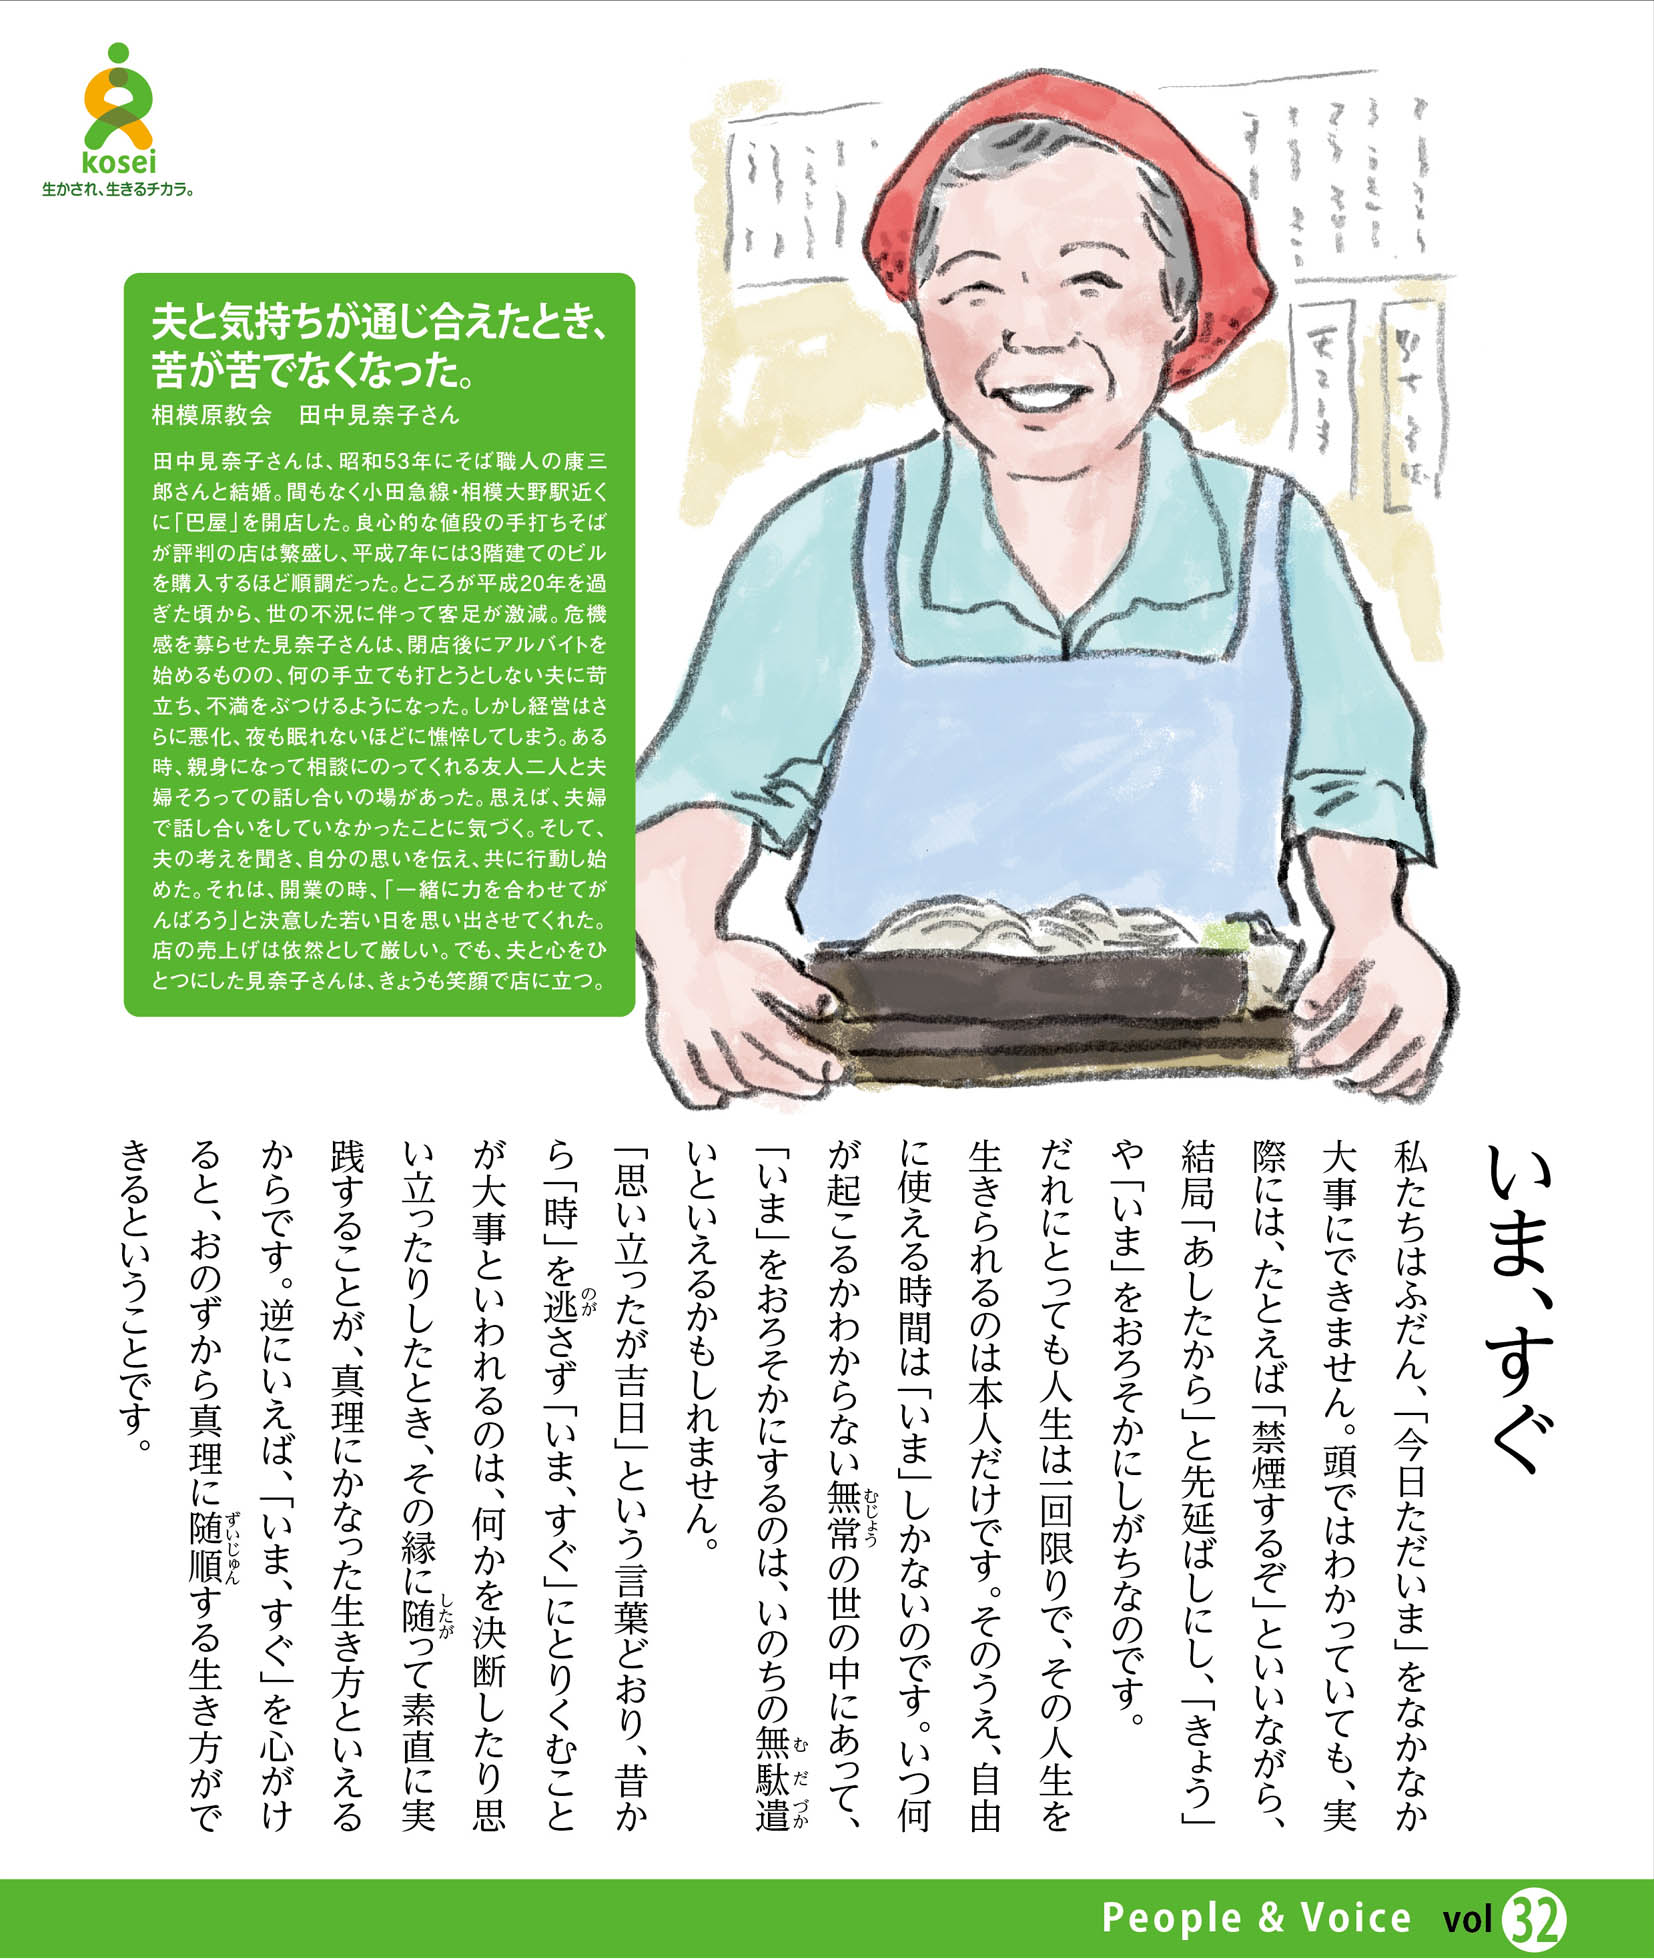 kosei
生かされ、生きるチカラ。
夫と気持ちが通じ合えたとき、
苦が苦でなくなった。
相模原教会　田中見奈子さん
田中見奈子さんは、昭和53年にそば職人の康三
郎さんと結婚。間もなく小田急線・相模大野駅近く
に「巴屋」を開店した。良心的な値段の手打ちそば
が評判の店は繁盛し、平成7年には3階建てのビル
を購入するほど順調だった。ところが平成20年を過
ぎた頃から、世の不況に伴って客足が激減。危機
感を募らせた見奈子さんは、閉店後にアルバイトを
始めるものの、何の手立ても打とうとしない夫に苛
立ち、不満をぶつけるようになった。しかし経営はさ
らに悪化、夜も眠れないほどに憔悴してしまう。ある
時、親身になって相談にのってくれる友人二人と夫
婦そろっての話し合いの場があった。思えば、夫婦
で話し合いをしていなかったことに気づく。そして、
夫の考えを聞き、自分の思いを伝え、共に行動し始
めた。それは、開業の時、「一緒に力を合わせてが
んばろう」と決意した若い日を思い出させてくれた。
店の売上げは依然として厳しい。でも、夫と心をひ
とつにした見奈子さんは、きょうも笑顔で店に立つ。
いま、すぐ
私たちはふだん、「今日ただいま」をなかなか
大事にできません。頭ではわかっていても、実
際には、たとえば「禁煙するぞ」といいながら、
結局「あしたから」と先延ばしにし、「きょう」
や「いま」をおろそかにしがちなのです。
だれにとっても人生は一回限りで、その人生を
生きられるのは本人だけです。そのうえ、自由
に使える時間は「いま」しかないのです。いつ何
が起こるかわからない無常の世の中にあって、
「いま」をおろそかにするのは、いのちの無駄遣
いといえるかもしれません。
「思い立ったが吉日」という言葉どおり、昔か
ら「時」を逃さず「いま、すぐ」にとりくむこと
が大事といわれるのは、何かを決断したり思
い立ったりしたとき、その縁に随って素直に実
践することが、真理にかなった生き方といえる
からです。逆にいえば、「いま、すぐ」を心がけ
ると、おのずから真理に随順する生き方がで
きるということです。
People & Voice vol 32